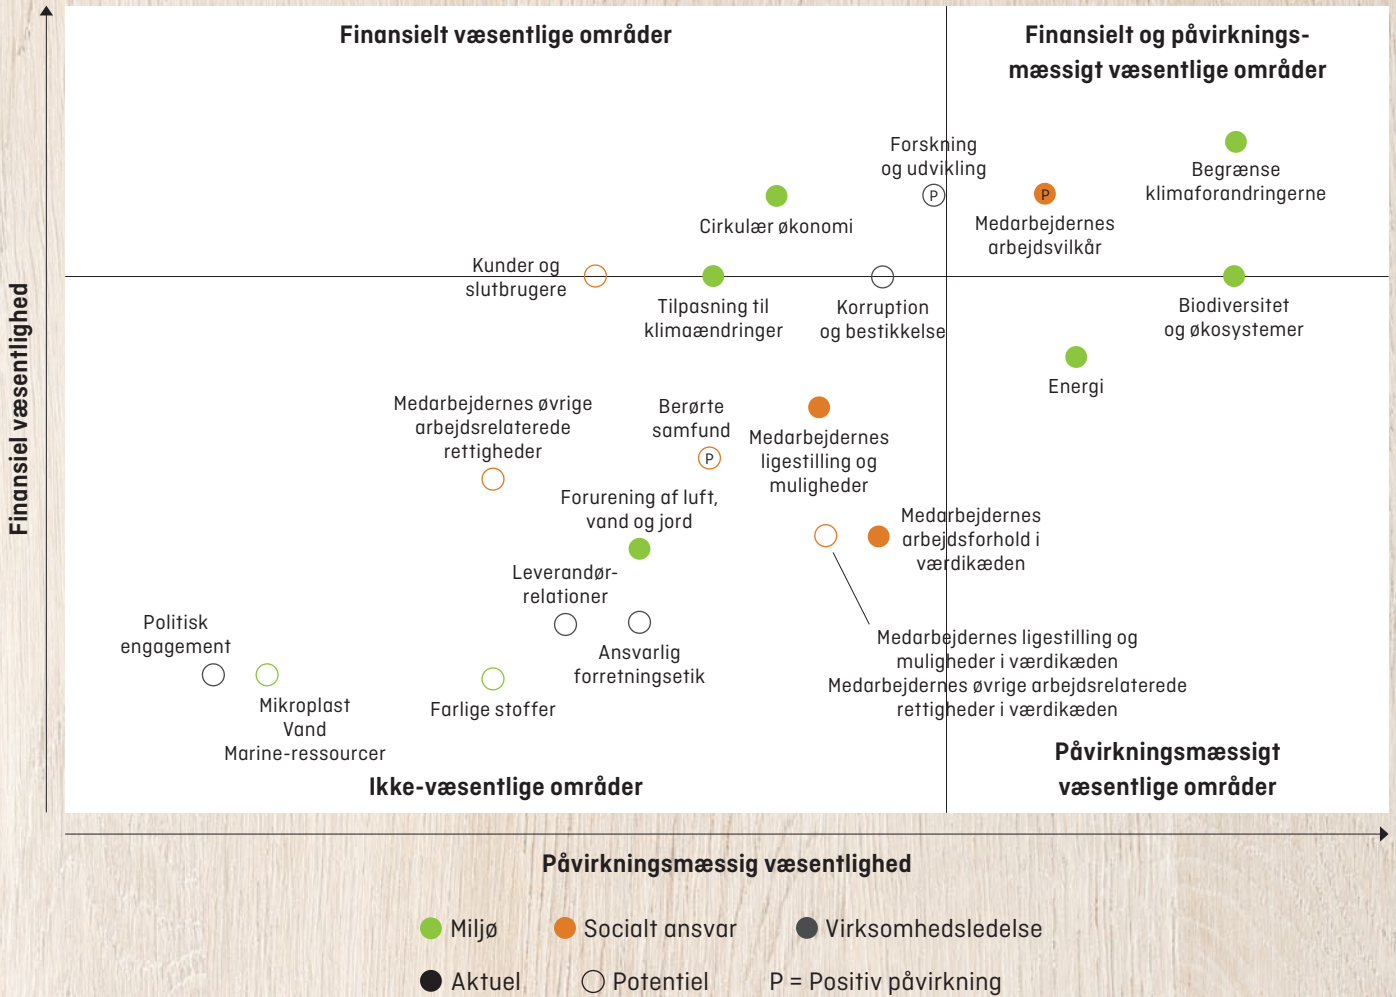 Finansielt væsentlige områder
Finansielt og påvirknings-
mæssigt væsentlige områder
Forskning
og udvikling
P
P
Begrænse
klimaforandringerne
Cirkulær økonomi
Medarbejdernes
arbejdsvilkår
Kunder og
slutbrugere
Tilpasning til
klimaændringer
Korruption
og bestikkelse
Biodiversitet
og økosystemer
Energi
Medarbejdernes øvrige
arbejdsrelaterede
rettigheder
Berørte
samfund
P
Medarbejdernes
ligestilling og
muligheder
Forurening af luft,
vand og jord
Medarbejdernes
arbejdsforhold i
værdikæden
Leverandør-
relationer
Politisk
engagement
Ansvarlig
forretningsetik
Medarbejdernes ligestilling og
muligheder i værdikæden
Medarbejdernes øvrige arbejdsrelaterede
rettigheder i værdikæden
Mikroplast
Vand
Marine-ressourcer
Farlige stoffer
Ikke-væsentlige områder
Påvirkningsmæssigt
væsentlige områder
Finansiel væsentlighed
Påvirkningsmæssig væsentlighed
Miljø
Socialt ansvar
Virksomhedsledelse
Aktuel
Potentiel
P = Positiv påvirkning